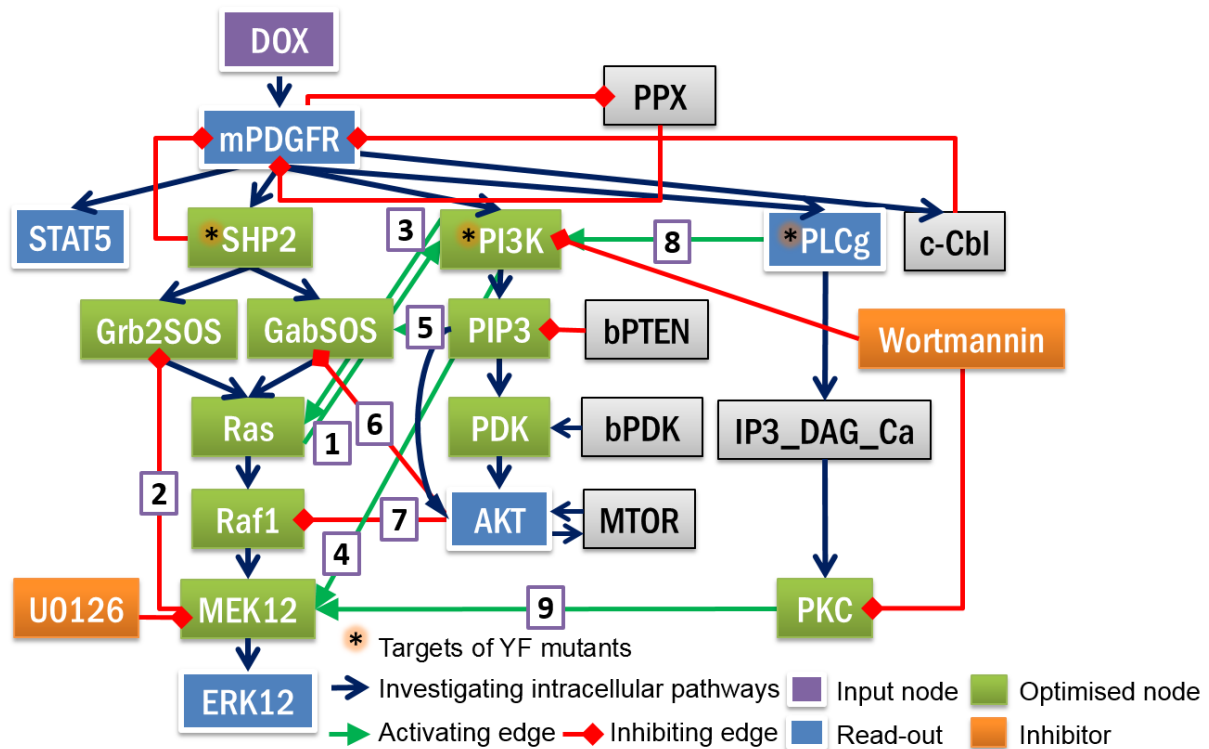 DOX
PPX
mPDGFR
STAT5
*SHP2
3
*PI3K
8
*PLCg
c-Cbl
Grb2SOS
GabSOS
5
PIP3
bPTEN
Wortmannin
Ras
1
6
PDK
bPDK
IP3_DAG_Ca
2
Raf1
7
AKT
MTOR
4
U0126
MEK12
9
PKC
* Targets of YF mutants
ERK12
Investigating intracellular pathways
Input node
Optimised node
Activating edge
Inhibiting edge
Read-out
Inhibitor